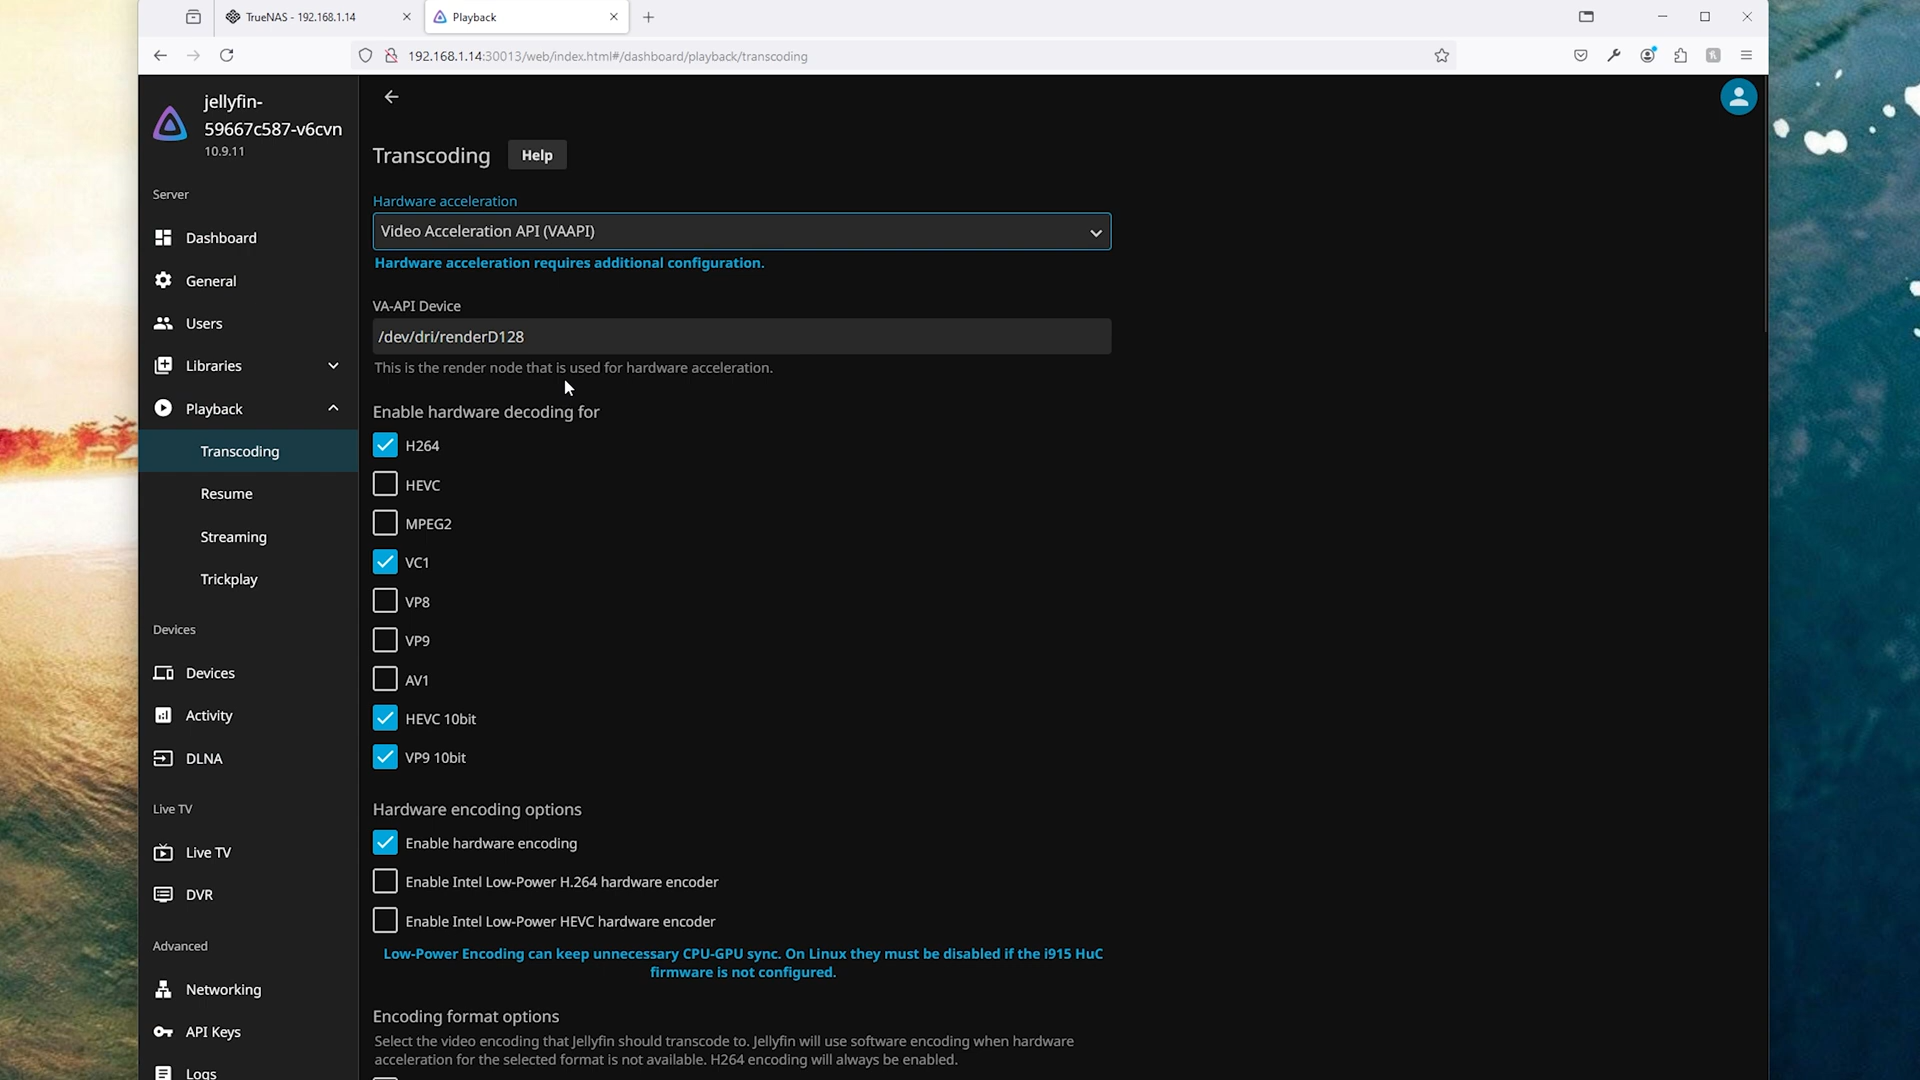 TrueNAS - 192.168.1.14
Playback
192.168.1.14:30013/web/index.html#/dashboard/playback/transcoding
jellyfin-
59667c587-v6cvn
10.9.11
Server
Dashboard
General
Users
Libraries
Playback
Transcoding
Resume
Streaming
Trickplay
Devices
Devices
Activity
DLNA
Live TV
Live TV
DVR
Advanced
Networking
API Keys
Logs
Transcoding
Help
Hardware acceleration
Video Acceleration API (VAAPI)
Hardware acceleration requires additional configuration.
VA-API Device
/dev/dri/renderD128
This is the render node that is used for hardware acceleration.
Enable hardware decoding for
H264
HEVC
MPEG2
VC1
VP8
VP9
AV1
HEVC 10bit
VP9 10bit
Hardware encoding options
Enable hardware encoding
Enable Intel Low-Power H.264 hardware encoder
Enable Intel Low-Power HEVC hardware encoder
Low-Power Encoding can keep unnecessary CPU-GPU sync. On Linux they must be disabled if the i915 HuC
firmware is not configured.
Encoding format options
Select the video encoding that Jellyfin should transcode to. Jellyfin will use software encoding when hardware
acceleration for the selected format is not available. H264 encoding will always be enabled.